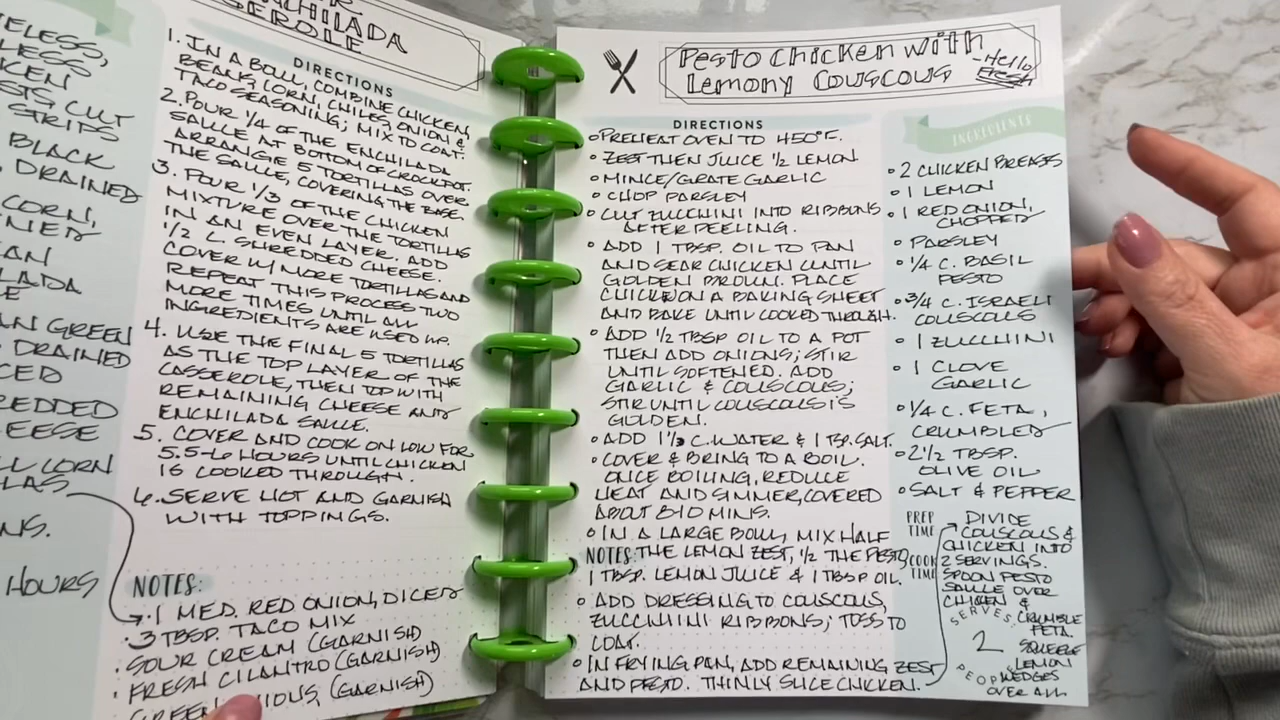 ENCHILADA
CASSEROLE
DRAINED
CORN,
HOURS
DIRECTIONS
1. IN A BOWL, COMBINE CHICKEN,
BEANS, CORN, CHILES, ONION &
TACO SEASONING; MIX TO COAT.
2. POUR 1/4 OF THE ENCHILADA
SAUCE AT BOTTOM OF CROCKPOT.
ARRANGE 5 TORTILLAS OVER
THE SAUCE, COVERING THE BASE.
3. POUR 1/3 OF THE CHICKEN
MIXTURE OVER THE TORTILLAS
IN AN EVEN LAYER. ADD
1/2 C. SHREDDED CHEESE.
COVER W/ MORE TORTILLAS AND
REPEAT THIS PROCESS TWO
MORE TIMES UNTIL ALL
INGREDIENTS ARE USED UP.
4. USE THE FINAL 5 TORTILLAS
AS THE TOP LAYER OF THE
CASSEROLE, THEN TOP WITH
REMAINING CHEESE AND
ENCHILADA SAUCE.
5. COVER AND COOK ON LOW FOR
5.5-6 HOURS UNTIL CHICKEN
IS COOKED THROUGH.
6. SERVE HOT AND GARNISH
WITH TOPPINGS.
NOTES:
· 1 MED. RED ONION, DICED
· 3 TBSP. TACO MIX
· SOUR CREAM (GARNISH)
· FRESH CILANTRO (GARNISH)
GREEN ONIONS, (GARNISH)
Pesto Chicken with
Lemony Couscous
-Hello
Fresh
DIRECTIONS
• PREHEAT OVEN TO 450°F.
• ZEST THEN JUICE 1/2 LEMON
• MINCE/GRATE GARLIC
• CHOP PARSLEY
• CUT ZUCCHINI INTO RIBBONS
AFTER PEELING.
• ADD 1 TBSP. OIL TO PAN
AND SEAR CHICKEN UNTIL
GOLDEN BROWN. PLACE
CHICKEN ON A BAKING SHEET
AND BAKE UNTIL COOKED THROUGH.
• ADD 1/2 TBSP OIL TO A POT
THEN ADD ONIONS; STIR
UNTIL SOFTENED. ADD
GARLIC & COUSCOUS;
STIR UNTIL COUSCOUS IS
GOLDEN.
• ADD 1 1/3 C. WATER & 1 TSP. SALT.
• COVER & BRING TO A BOIL.
ONCE BOILING, REDUCE
HEAT AND SIMMER, COVERED
ABOUT 8-10 MINS.
• IN A LARGE BOWL, MIX HALF
NOTES: THE LEMON ZEST, 1/2 THE PESTO,
1 TBSP. LEMON JUICE & 1 TBSP OIL.
• ADD DRESSING TO COUSCOUS,
ZUCCHINI RIBBONS; TOSS TO
COAT.
• IN FRYING PAN, ADD REMAINING ZEST
AND PESTO. THINLY SLICE CHICKEN.
INGREDIENTS
• 2 CHICKEN BREASTS
• 1 LEMON
• 1 RED ONION,
CHOPPED
• PARSLEY
• 1/4 C. BASIL
PESTO
• 3/4 C. ISRAELI
COUSCOUS
• 1 ZUCCHINI
• 1 CLOVE
GARLIC
• 1/4 C. FETA,
CRUMBLED
• 2 1/2 TBSP.
OLIVE OIL
• SALT & PEPPER
PREP
TIME
COOK
TIME
DIVIDE
COUSCOUS &
CHICKEN INTO
2 SERVINGS.
SPOON PESTO
SAUCE OVER
CHICKEN &
CRUMBLE
FETA.
SQUEEZE
LEMON
WEDGES
OVER ALL
SERVES
2
PEOPLE